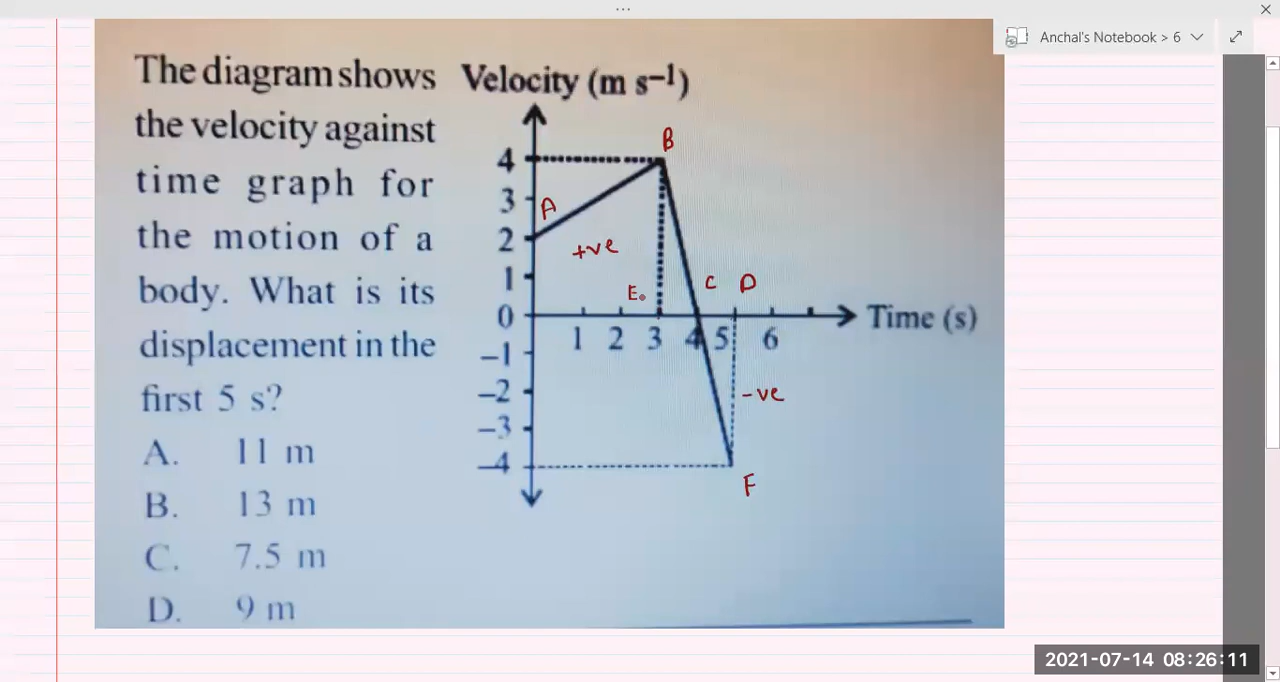 ...
Anchal's Notebook > 6
The diagram shows
the velocity against
time graph for
the motion of a
body. What is its
displacement in the
first 5 s?
A. 11 m
B. 13 m
C. 7.5 m
D. 9 m
Velocity (m s⁻¹)
B
4
3
A
2
+ve
1
E
C D
0
Time (s)
1 2 3 4 5 6
-1
-2
-ve
-3
-4
F
2021-07-14 08:26:11